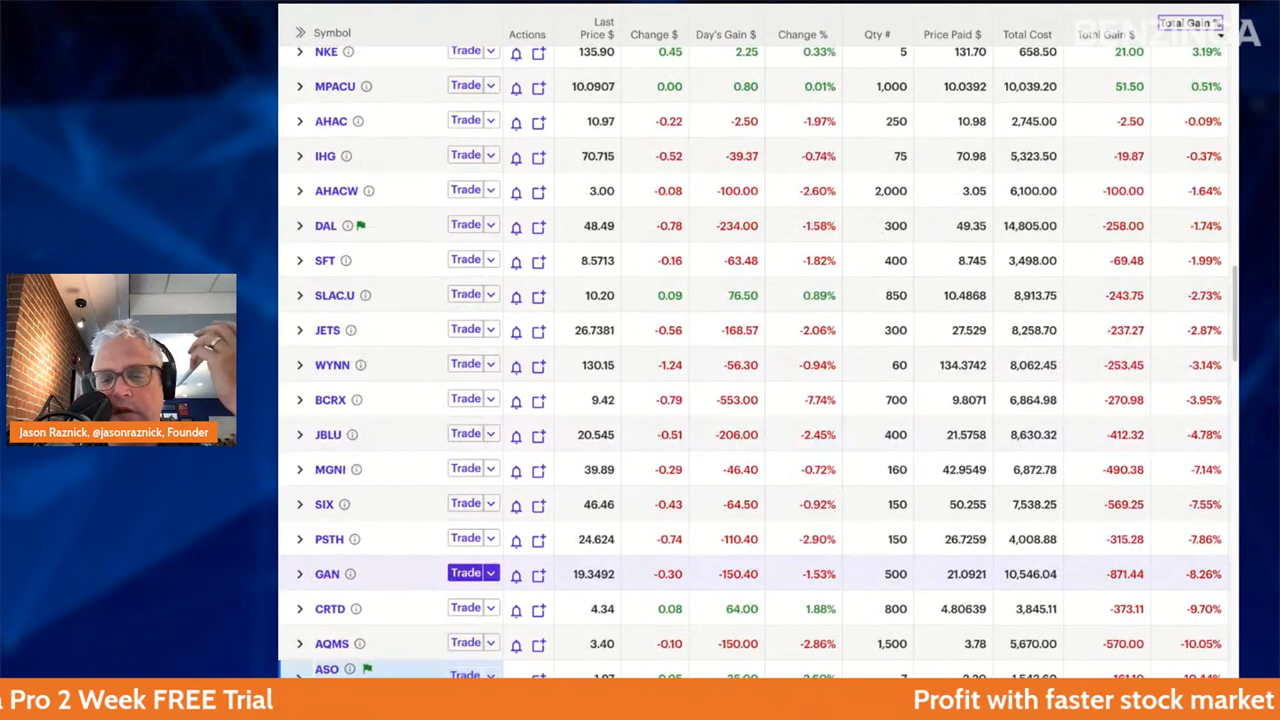 BENZINGA
Symbol Actions Last Price $ Change $ Day's Gain $ Change % Qty # Price Paid $ Total Cost Total Gain $ Total Gain %
NKE Trade 135.90 0.45 2.25 0.33% 5 131.70 658.50 21.00 3.19%
MPACU Trade 10.0907 0.00 0.80 0.01% 1,000 10.0392 10,039.20 51.50 0.51%
AHAC Trade 10.97 -0.22 -2.50 -1.97% 250 10.98 2,745.00 -2.50 -0.09%
IHG Trade 70.715 -0.52 -39.37 -0.74% 75 70.98 5,323.50 -19.87 -0.37%
AHACW Trade 3.00 -0.08 -100.00 -2.60% 2,000 3.05 6,100.00 -100.00 -1.64%
DAL Trade 48.49 -0.78 -234.00 -1.58% 300 49.35 14,805.00 -258.00 -1.74%
SFT Trade 8.5713 -0.16 -63.48 -1.82% 400 8.745 3,498.00 -69.48 -1.99%
SLAC.U Trade 10.20 0.09 76.50 0.89% 850 10.4868 8,913.75 -243.75 -2.73%
JETS Trade 26.7381 -0.56 -168.57 -2.06% 300 27.529 8,258.70 -237.27 -2.87%
WYNN Trade 130.15 -1.24 -56.30 -0.94% 60 134.3742 8,062.45 -253.45 -3.14%
BCRX Trade 9.42 -0.79 -553.00 -7.74% 700 9.8071 6,864.98 -270.98 -3.95%
JBLU Trade 20.545 -0.51 -206.00 -2.45% 400 21.5758 8,630.32 -412.32 -4.78%
MGNI Trade 39.89 -0.29 -46.40 -0.72% 160 42.9549 6,872.78 -490.38 -7.14%
SIX Trade 46.46 -0.43 -64.50 -0.92% 150 50.255 7,538.25 -569.25 -7.55%
PSTH Trade 24.624 -0.74 -110.40 -2.90% 150 26.7259 4,008.88 -315.28 -7.86%
GAN Trade 19.3492 -0.30 -150.40 -1.53% 500 21.0921 10,546.04 -871.44 -8.26%
CRTD Trade 4.34 0.08 64.00 1.88% 800 4.80639 3,845.11 -373.11 -9.70%
AQMS Trade 3.40 -0.10 -150.00 -2.86% 1,500 3.78 5,670.00 -570.00 -10.05%
ASO Trade
Jason Raznick, @jasonraznick, Founder
a Pro 2 Week FREE Trial Profit with faster stock market